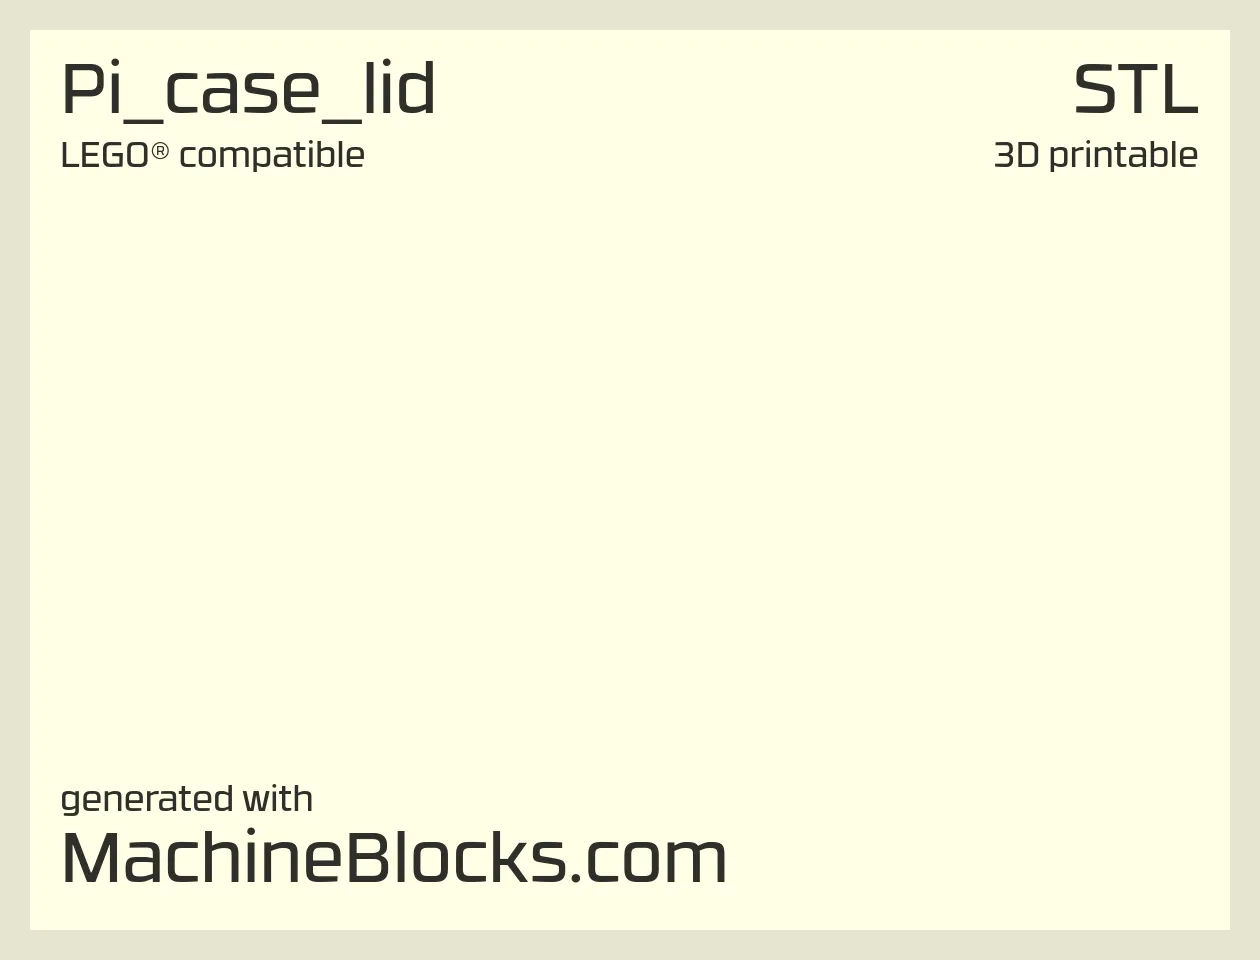 Pi_case_lid
STL
LEGO® compatible
3D printable
generated with
MachineBlocks.com